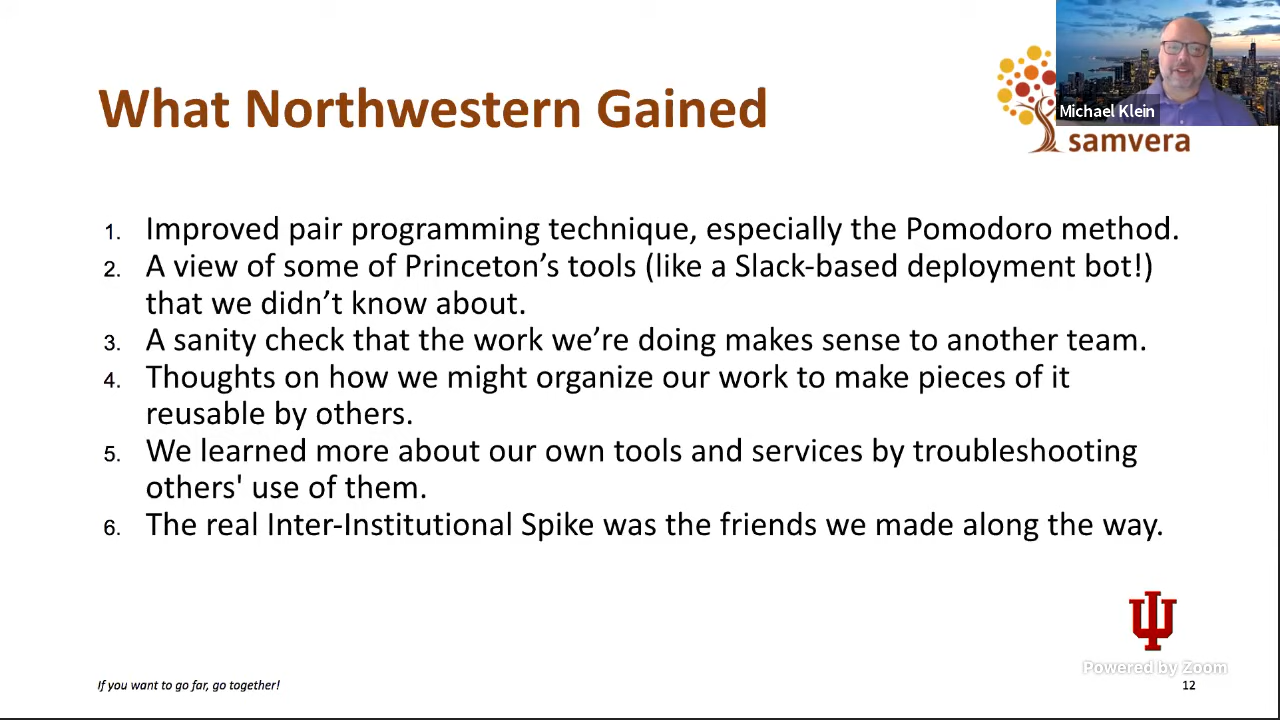 What Northwestern Gained
Michael Klein
samvera
1. Improved pair programming technique, especially the Pomodoro method.
2. A view of some of Princeton’s tools (like a Slack-based deployment bot!)
that we didn’t know about.
3. A sanity check that the work we’re doing makes sense to another team.
4. Thoughts on how we might organize our work to make pieces of it
reusable by others.
5. We learned more about our own tools and services by troubleshooting
others' use of them.
6. The real Inter-Institutional Spike was the friends we made along the way.
Powered by Zoom
If you want to go far, go together!
12